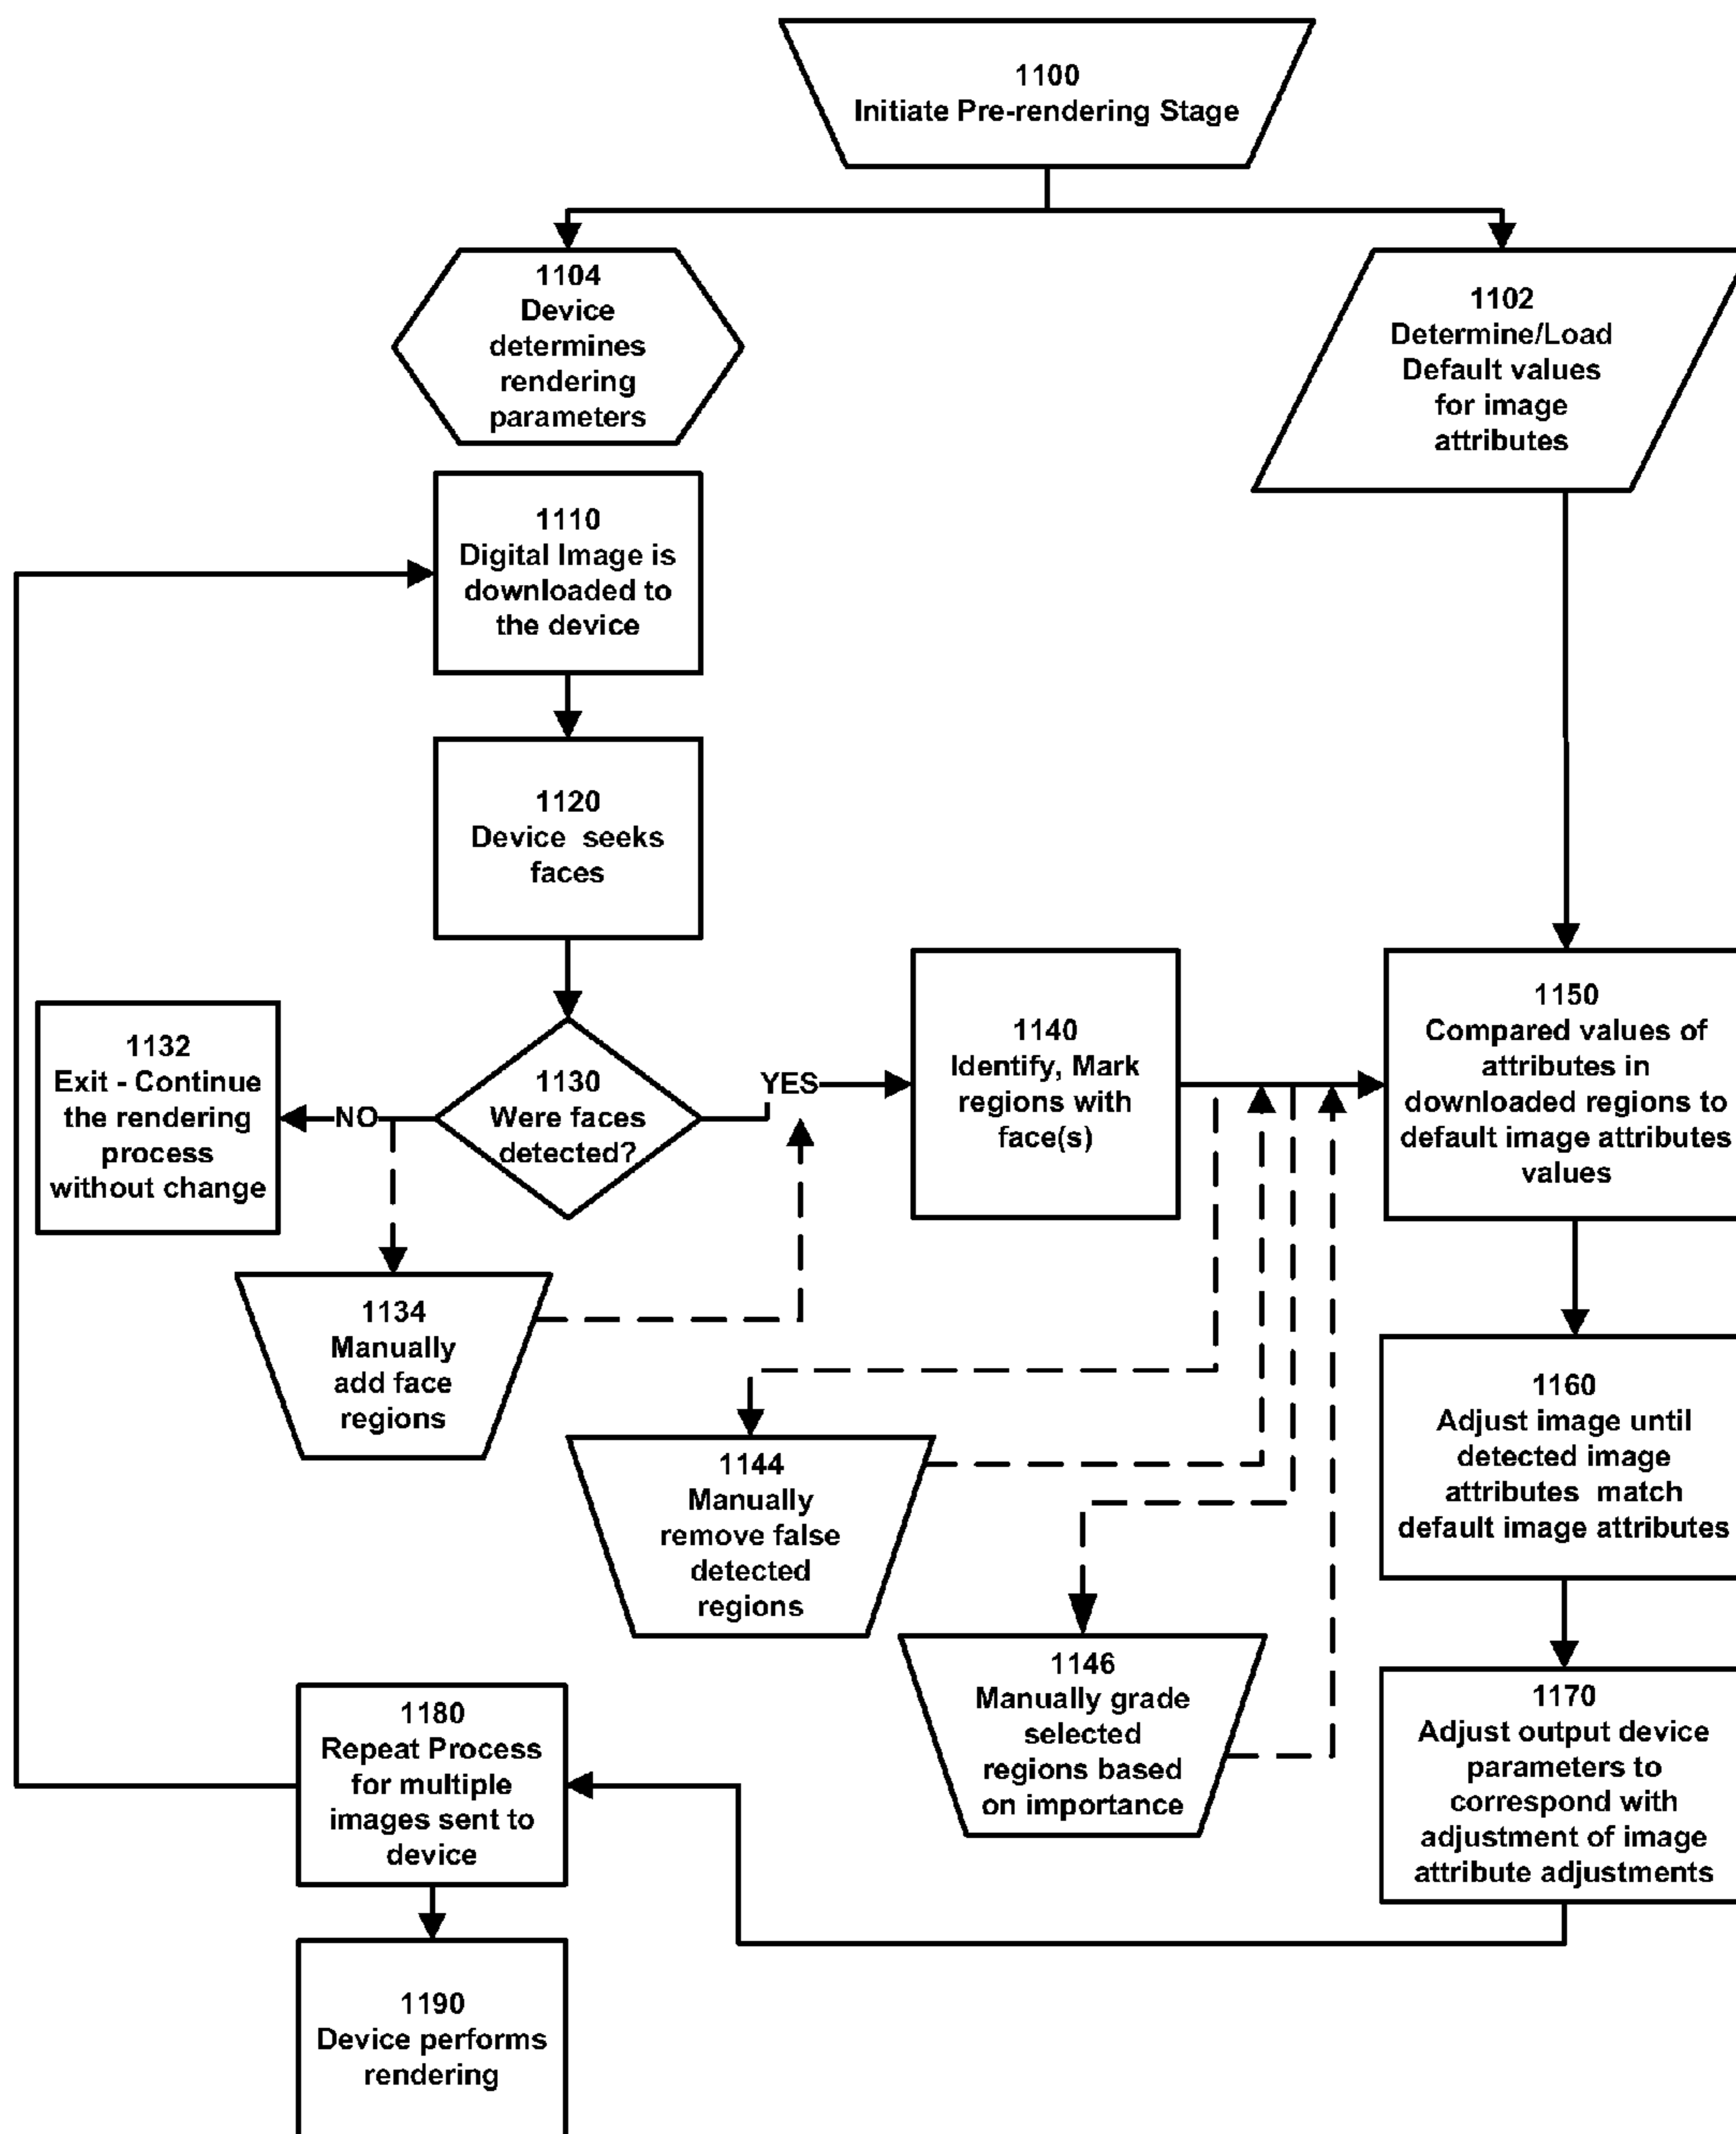 1100
Initiate Pre-rendering Stage
1104
Device
determines
rendering
parameters
1102
Determine/Load
Default values
for image
attributes
1110
Digital Image is
downloaded to
the device
1120
Device seeks
faces
1132
Exit - Continue
the rendering
process
without change
NO
1130
Were faces
detected?
YES
1140
Identify, Mark
regions with
face(s)
1150
Compared values of
attributes in
downloaded regions to
default image attributes
values
1134
Manually
add face
regions
1144
Manually
remove false
detected
regions
1160
Adjust image until
detected image
attributes match
default image attributes
1146
Manually grade
selected
regions based
on importance
1170
Adjust output device
parameters to
correspond with
adjustment of image
attribute adjustments
1180
Repeat Process
for multiple
images sent to
device
1190
Device performs
rendering